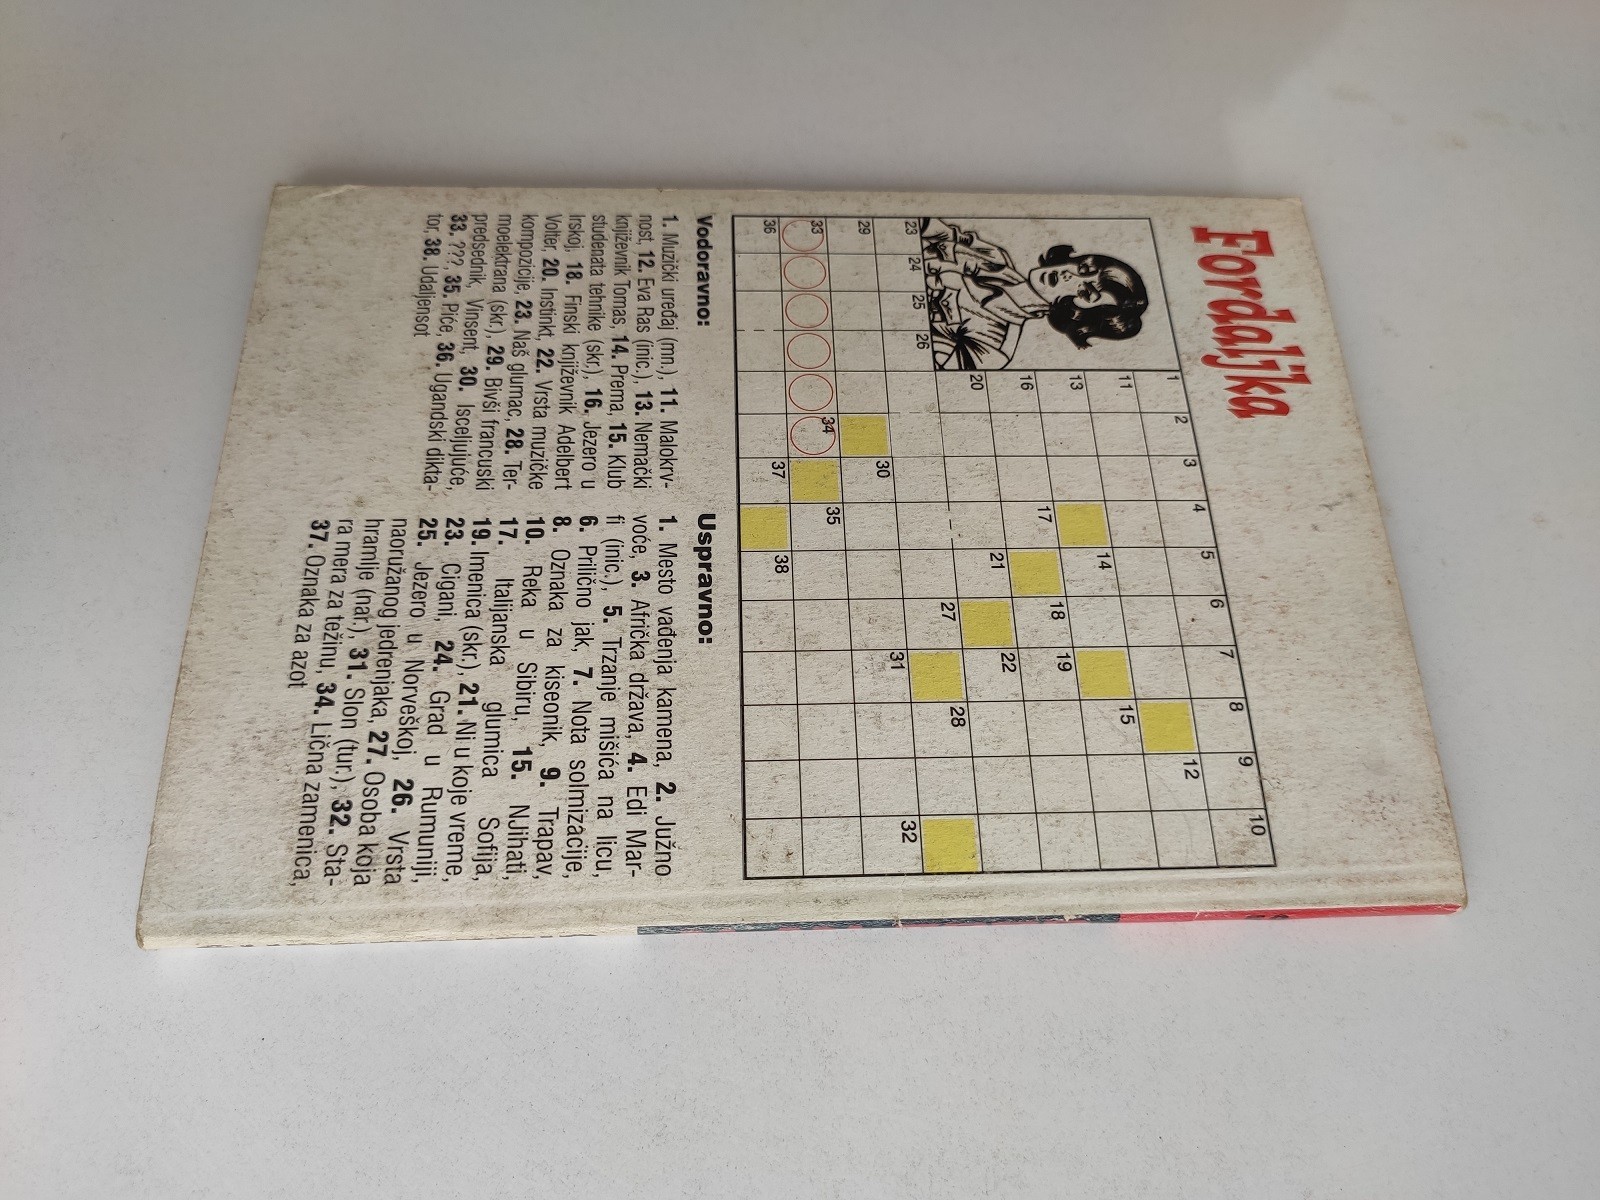 Fordaljka
1 2 3 4 5 6 7 8 9 10
11 12
13 14 15
16 17 18 19
20 21 22
23 24 25 26 27 28
29 30 31 32
33 34 35
36 37 38
Vodoravno:
1. Muzički uređaj (mn.), 11. Malokrv-
nost, 12. Eva Ras (inic.), 13. Nemački
književnik Tomas, 14. Prema, 15. Klub
studenata tehnike (skr.), 16. Jezero u
Irskoj, 18. Finski književnik Adelbert
Volter, 20. Instinkt, 22. Vrsta muzičke
kompozicije, 23. Naš glumac, 28. Ter-
moelektrana (skr.), 29. Bivši francuski
predsednik, Vinsent, 30. Isceljujuće,
33. ???, 35. Piće, 36. Ugandski dikta-
tor, 38. Udaljensot
Uspravno:
1. Mesto vađenja kamena, 2. Južno
voće, 3. Afrička država, 4. Edi Mar-
fi (inic.), 5. Trzanje mišića na licu,
6. Prilično jak, 7. Nota solmizacije,
8. Oznaka za kiseonik, 9. Trapav,
10. Reka u Sibiru, 15. NJihati,
17. Italijanska glumica Sofija,
19. Imenica (skr.), 21. Ni u koje vreme,
23. Cigani, 24. Grad u Rumuniji,
25. Jezero u Norveškoj, 26. Vrsta
naoružanog jedrenjaka, 27. Osoba koja
hramlje (nar.), 31. Slon (tur.), 32. Sta-
ra mera za težinu, 34. Lična zamenica,
37. Oznaka za azot